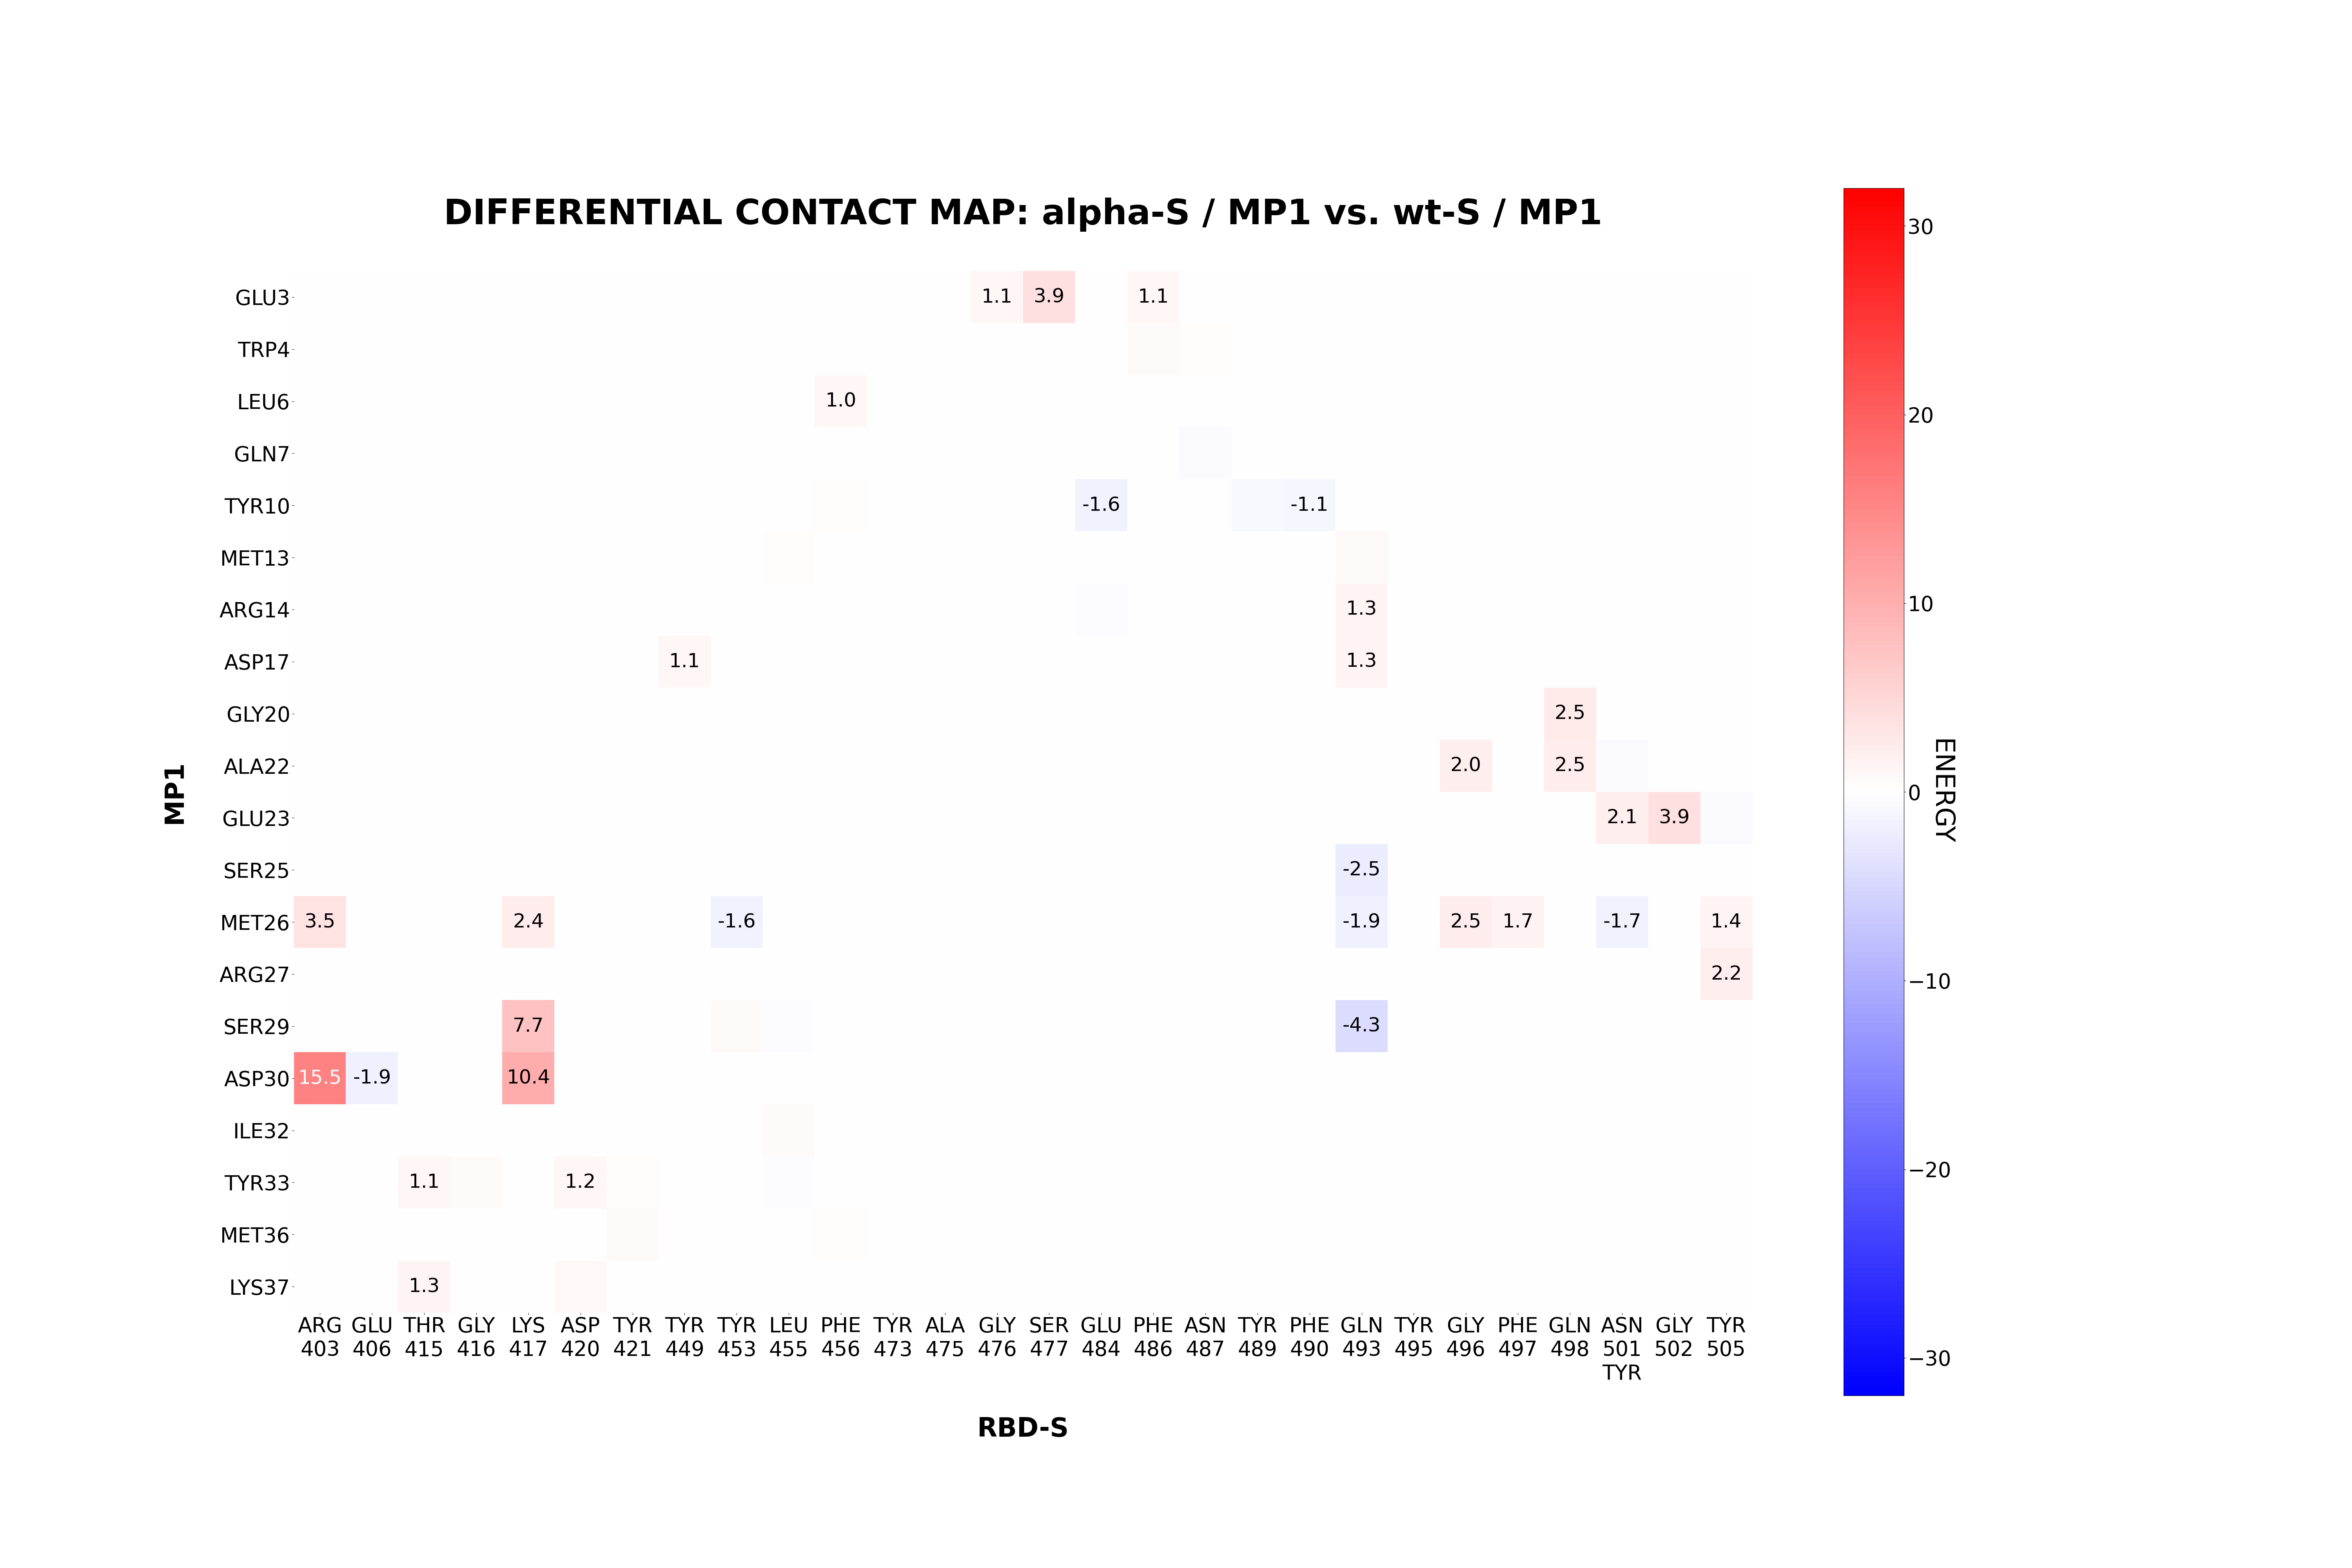 DIFFERENTIAL CONTACT MAP: alpha-S / MP1 vs. wt-S / MP1
GLU3 1.1 3.9 1.1
TRP4
LEU6 1.0
GLN7
TYR10 -1.6 -1.1
MET13
ARG14 1.3
ASP17 1.1 1.3
GLY20 2.5
ALA22 2.0 2.5
GLU23 2.1 3.9
SER25 -2.5
MET26 3.5 2.4 -1.6 -1.9 2.5 1.7 -1.7 1.4
ARG27 2.2
SER29 7.7 -4.3
ASP30 15.5 -1.9 10.4
ILE32
TYR33 1.1 1.2
MET36
LYS37 1.3
ARG GLU THR GLY LYS ASP TYR TYR TYR LEU PHE TYR ALA GLY SER GLU PHE ASN TYR PHE GLN TYR GLY PHE GLN ASN GLY TYR
403 406 415 416 417 420 421 449 453 455 456 473 475 476 477 484 486 487 489 490 493 495 496 497 498 501 502 505
TYR
RBD-S
MP1
30
20
10
0
−10
−20
−30
ENERGY